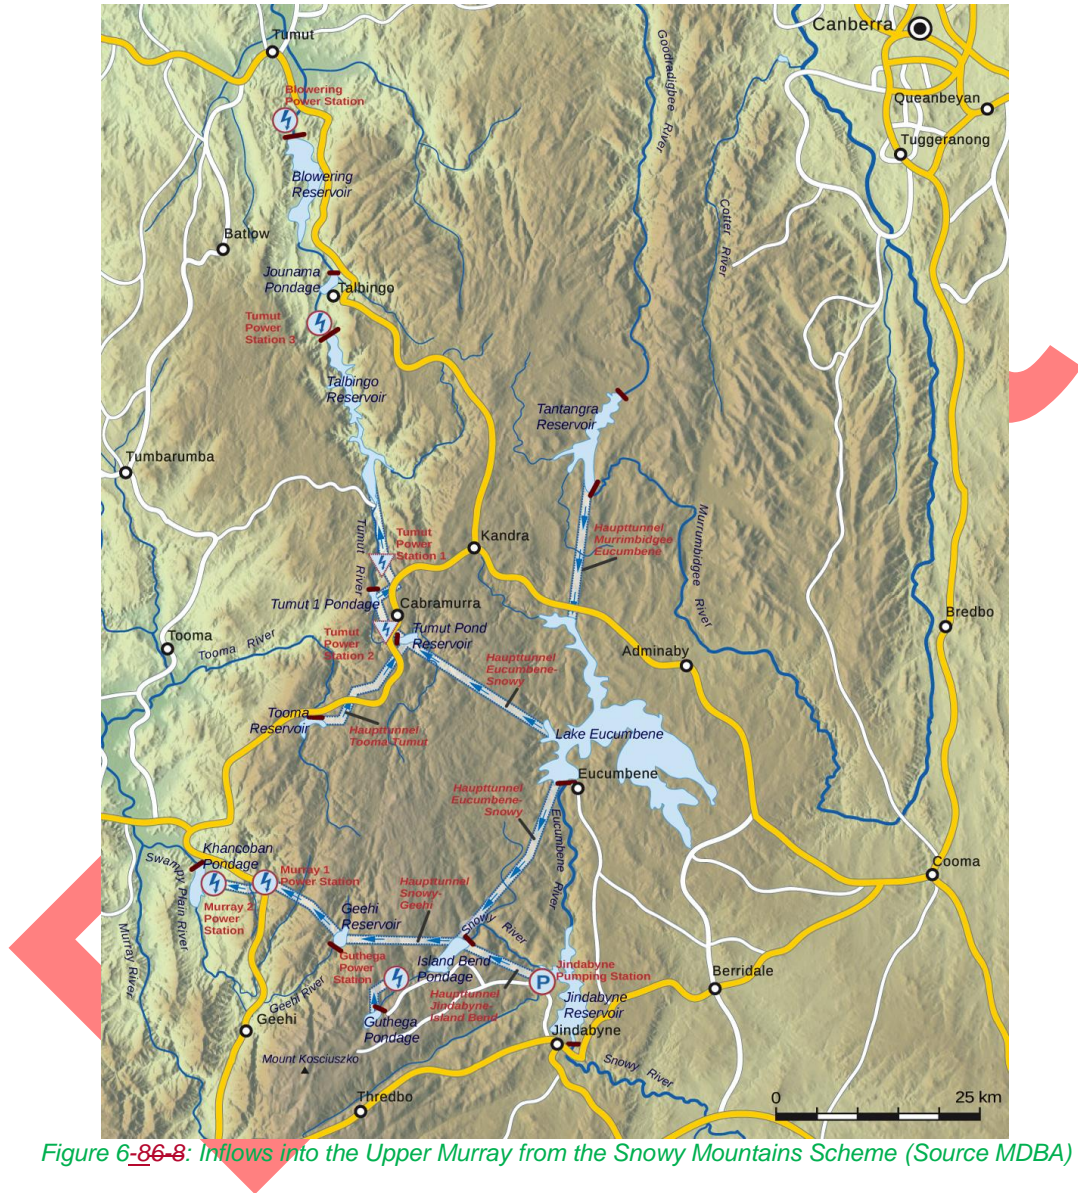 Canberra
Tumut
Goodradigbee River
Blowering
Power Station
Queanbeyan
Tuggeranong
Blowering
Reservoir
Cotter River
Batlow
Jounama
Pondage
Talbingo
Tumut
Power
Station 3
Talbingo
Reservoir
Tantangra
Reservoir
Tumbarumba
Murrumbidgee River
Tumut River
Tumut
Power
Station 1
Kandra
Haupttunnel
Murrimbidgee
Eucumbene
Tumut 1 Pondage
Cabramurra
Bredbo
Tooma
Tooma River
Tumut
Power
Station 2
Tumut Pond
Reservoir
Adminaby
Haupttunnel
Eucumbene-
Snowy
Tooma
Reservoir
Haupttunnel
Tooma Tumut
Lake Eucumbene
Eucumbene
Haupttunnel
Eucumbene-
Snowy
Eucumbene River
Khancoban
Pondage
Swampy Plain River
Murray 1
Power Station
Cooma
Haupttunnel
Snowy-
Geehi
Murray 2
Power
Station
Geehi
Reservoir
Snowy River
Murray River
Guthega
Power
Station
Island Bend
Pondage
P
Jindabyne
Pumping Station
Berridale
Geehi River
Haupttunnel
Jindabyne-
Island Bend
Jindabyne
Reservoir
Geehi
Guthega
Pondage
Jindabyne
Mount Kosciuszko
Snowy River
Thredbo
0 25 km
Figure 6-86-8: Inflows into the Upper Murray from the Snowy Mountains Scheme (Source MDBA)